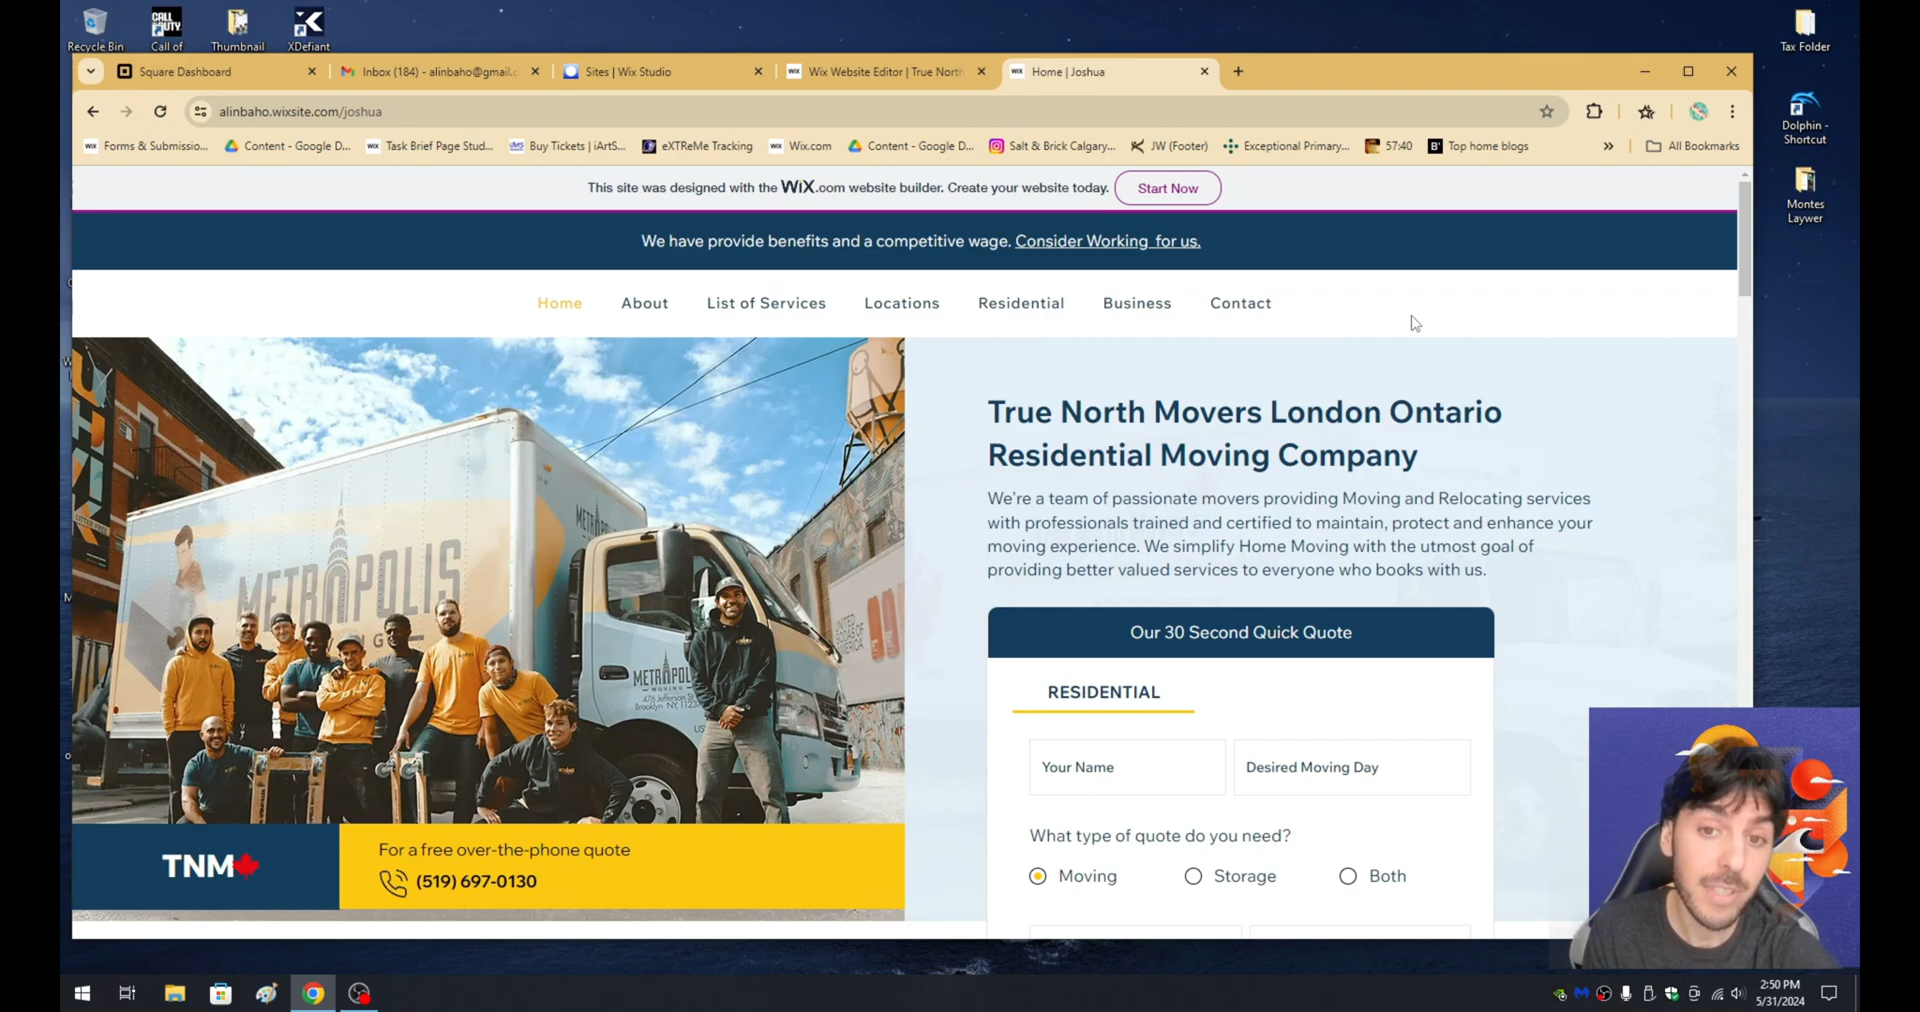 Recycle Bin
Call of
Thumbnail
XDefiant
Tax Folder
Square Dashboard
Inbox (184) - alinbaho@gmail.c
Sites | Wix Studio
Wix Website Editor | True North
Home | Joshua
alinbaho.wixsite.com/joshua
Dolphin -
Shortcut
Forms & Submissio...
Content - Google D...
Task Brief Page Stud...
Buy Tickets | iArtS...
eXTReMe Tracking
Wix.com
Content - Google D...
Salt & Brick Calgary...
JW (Footer)
Exceptional Primary...
57:40
Top home blogs
All Bookmarks
Montes
Laywer
This site was designed with the WiX.com website builder. Create your website today.
Start Now
We have provide benefits and a competitive wage. Consider Working for us.
Home
About
List of Services
Locations
Residential
Business
Contact
True North Movers London Ontario
Residential Moving Company
We're a team of passionate movers providing Moving and Relocating services
with professionals trained and certified to maintain, protect and enhance your
moving experience. We simplify Home Moving with the utmost goal of
providing better valued services to everyone who books with us.
METROPOLIS
METROPOLIS
MOVING
476 Jefferson St
Brooklyn NY, 11237
Our 30 Second Quick Quote
RESIDENTIAL
Your Name
Desired Moving Day
What type of quote do you need?
Moving
Storage
Both
TNM
For a free over-the-phone quote
(519) 697-0130
2:50 PM
5/31/2024